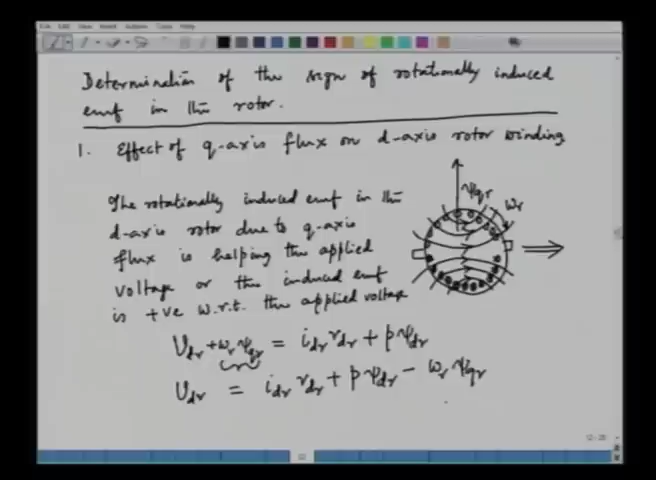 Determination of the sign of rotationally induced
emf in the rotor.
1. Effect of q-axis flux on d-axis rotor winding
ψqr
ωr
The rotationally induced emf in the
d-axis rotor due to q-axis
flux is helping the applied
voltage or the induced emf
is +ve w.r.t. the applied voltage
Vdr + ωr ψqr = idr rdr + pψdr
Vdr = idr rdr + pψdr - ωr ψqr